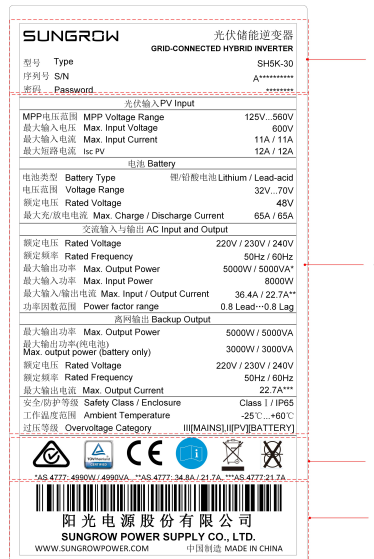 SUNGROW 光伏储能逆变器
GRID-CONNECTED HYBRID INVERTER
型号 Type SH5K-30
序列号 S/N A**********
密码 Password ********
光伏输入PV Input
MPP电压范围 MPP Voltage Range 125V...560V
最大输入电压 Max. Input Voltage 600V
最大输入电流 Max. Input Current 11A / 11A
最大短路电流 Isc PV 12A / 12A
电池 Battery
电池类型 Battery Type 锂/铅酸电池 Lithium / Lead-acid
电压范围 Voltage Range 32V...70V
额定电压 Rated Voltage 48V
最大充/放电电流 Max. Charge / Discharge Current 65A / 65A
交流输入与输出 AC Input and Output
额定电压 Rated Voltage 220V / 230V / 240V
额定频率 Rated Frequency 50Hz / 60Hz
最大输出功率 Max. Output Power 5000W / 5000VA*
最大输入功率 Max. Input Power 8000W
最大输入/输出电流 Max. Input / Output Current 36.4A / 22.7A**
功率因数范围 Power factor range 0.8 Lead…0.8 Lag
离网输出 Backup Output
最大输出功率 Max. Output Power 5000W / 5000VA
最大输出功率(纯电池)
Max. output power (battery only) 3000W / 3000VA
额定电压 Rated Voltage 220V / 230V / 240V
额定频率 Rated Frequency 50Hz / 60Hz
最大输出电流 Max. Output Current 22.7A***
安全/防护等级 Safety Class / Enclosure Class Ⅰ / IP65
工作温度范围 Ambient Temperature -25℃...+60℃
过压等级 Overvoltage Category III[MAINS],II[PV][BATTERY]
CE
*AS 4777: 4990W / 4990VA , **AS 4777: 34.8A / 21.7A, ***AS 4777:21.7A
阳光电源股份有限公司
SUNGROW POWER SUPPLY CO., LTD.
WWW.SUNGROWPOWER.COM 中国制造 MADE IN CHINA